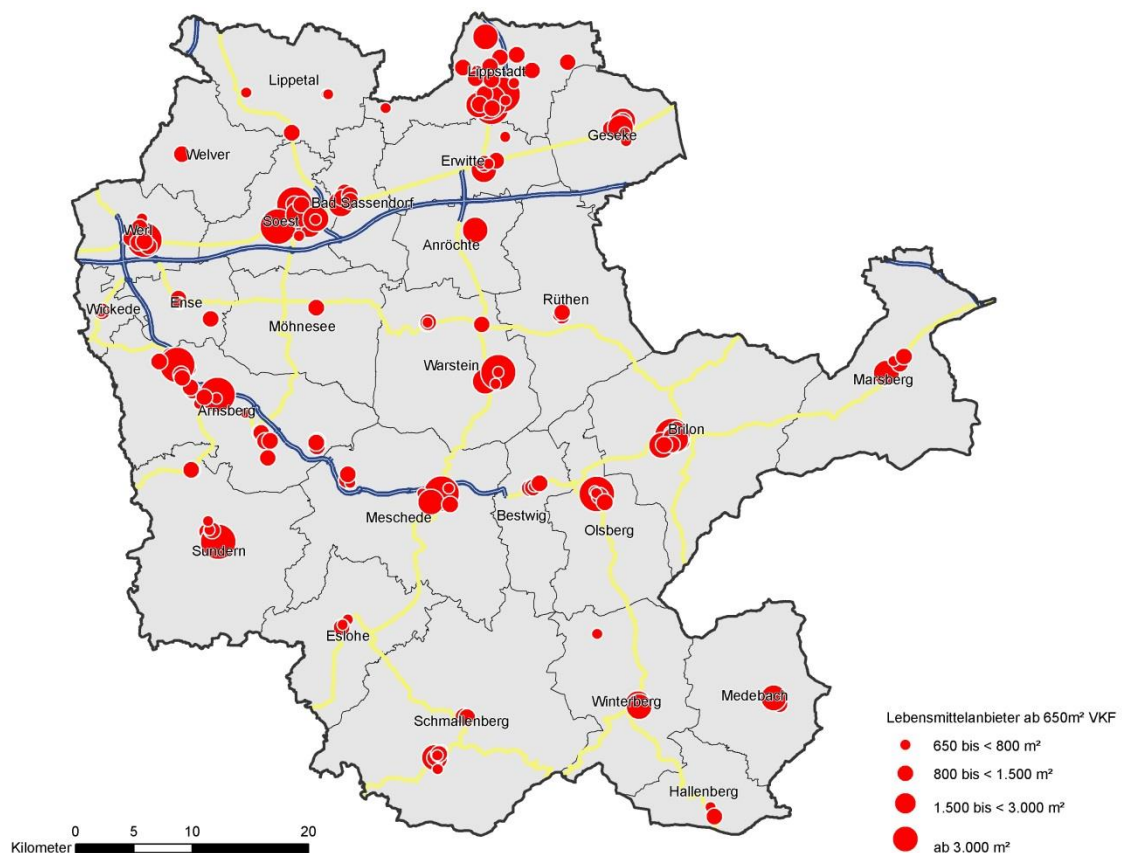 Lippetal
Lippstadt
Welver
Geseke
Erwitte
Bad Sassendorf
Soest
Werl
Anröchte
Wickede
Ense
Möhnesee
Rüthen
Warstein
Marsberg
Arnsberg
Brilon
Meschede
Bestwig
Olsberg
Sundern
Eslohe
Medebach
Winterberg
Schmallenberg
Hallenberg
Lebensmittelanbieter ab 650m² VKF
650 bis < 800 m²
800 bis < 1.500 m²
1.500 bis < 3.000 m²
ab 3.000 m²
0 5 10 20
Kilometer